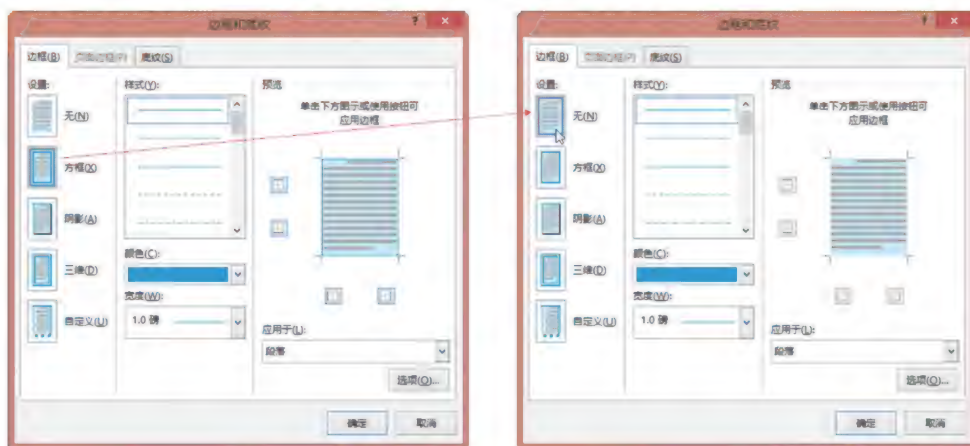 边框和底纹
? ×
边框(B) 页面边框(P) 底纹(S)
设置:
无(N)
方框(X)
阴影(A)
三维(D)
自定义(U)
样式(Y):
颜色(C):
宽度(W):
1.0 磅
预览
单击下方图示或使用按钮可
应用边框
应用于(L):
段落
选项(O)...
确定 取消
边框和底纹
? ×
边框(B) 页面边框(P) 底纹(S)
设置:
无(N)
方框(X)
阴影(A)
三维(D)
自定义(U)
样式(Y):
颜色(C):
宽度(W):
1.0 磅
预览
单击下方图示或使用按钮可
应用边框
应用于(L):
段落
选项(O)...
确定 取消